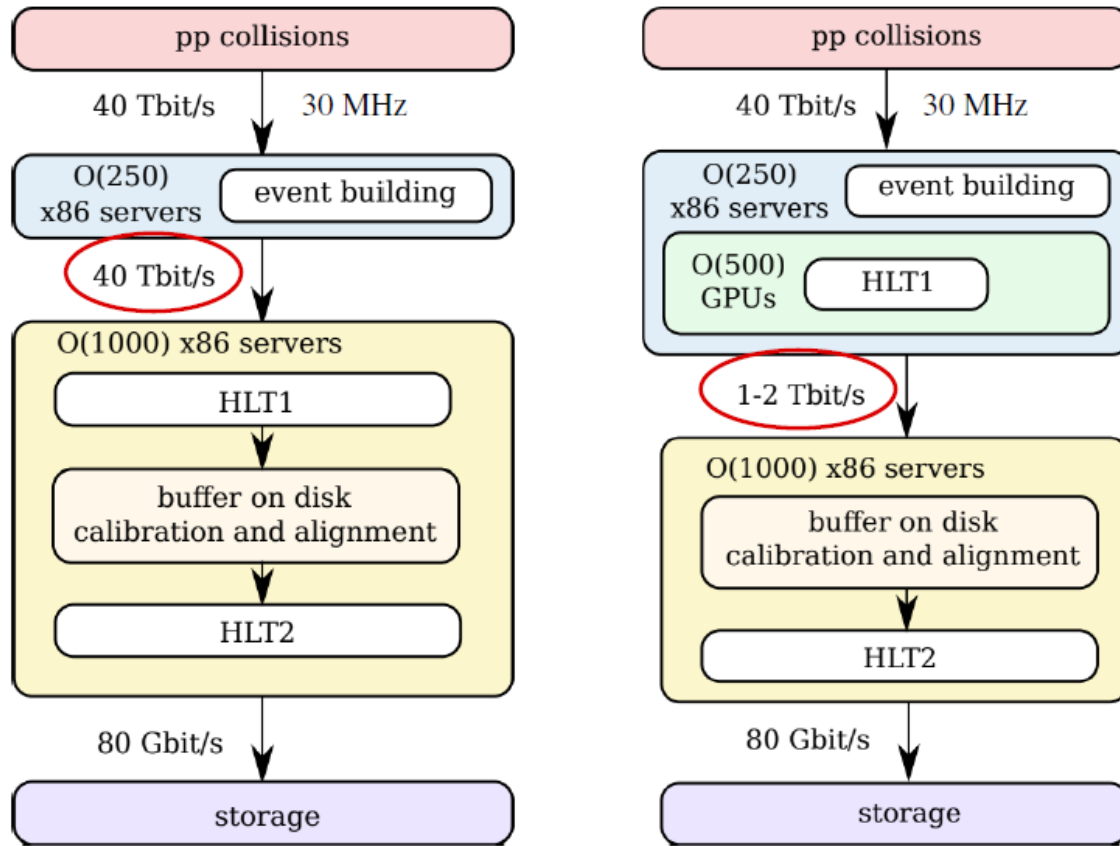 pp collisions
40 Tbit/s 30 MHz
O(250)
x86 servers
event building
40 Tbit/s
O(1000) x86 servers
HLT1
buffer on disk
calibration and alignment
HLT2
80 Gbit/s
storage
pp collisions
40 Tbit/s 30 MHz
O(250)
x86 servers
event building
O(500)
GPUs
HLT1
1-2 Tbit/s
O(1000) x86 servers
buffer on disk
calibration and alignment
HLT2
80 Gbit/s
storage